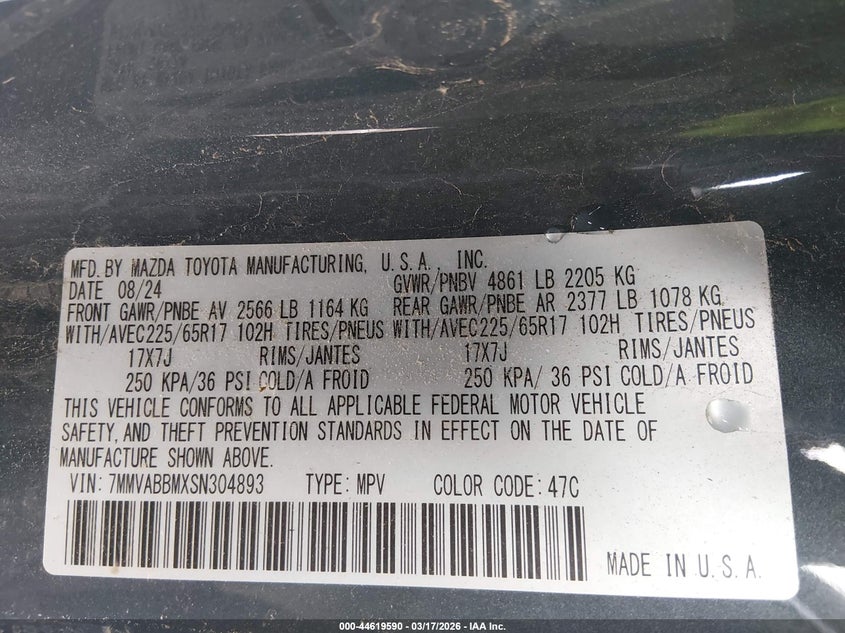 MFD. BY MAZDA TOYOTA MANUFACTURING, U.S.A. INC.
DATE 08/24 GVWR/PNBV 4861 LB 2205 KG
FRONT GAWR/PNBE AV 2566 LB 1164 KG REAR GAWR/PNBE AR 2377 LB 1078 KG
WITH/AVEC225/65R17 102H TIRES/PNEUS WITH/AVEC225/65R17 102H TIRES/PNEUS
17X7J RIMS/JANTES 17X7J RIMS/JANTES
250 KPA/36 PSI COLD/A FROID 250 KPA/ 36 PSI COLD/A FROID
THIS VEHICLE CONFORMS TO ALL APPLICABLE FEDERAL MOTOR VEHICLE
SAFETY, AND THEFT PREVENTION STANDARDS IN EFFECT ON THE DATE OF
MANUFACTURE SHOWN ABOVE.
VIN: 7MMVABBMXSN304893 TYPE: MPV COLOR CODE: 47C
MADE IN U.S.A.
000-44619590 — 03/17/2026 — IAA Inc.